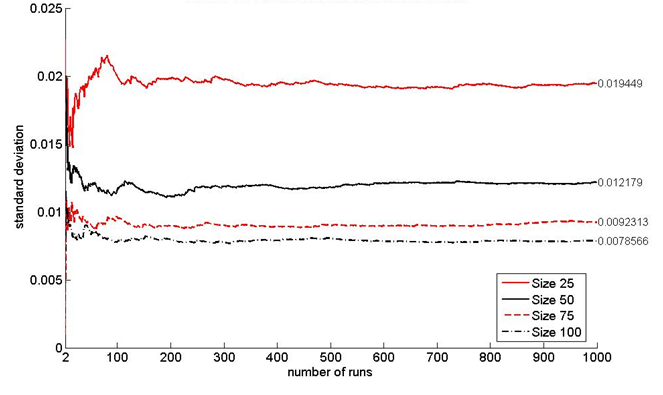 0.025
0.02
0.019449
0.015
0.012179
0.01
0.0092313
0.0078566
0.005
0
standard deviation
Size 25
Size 50
Size 75
Size 100
2 100 200 300 400 500 600 700 800 900 1000
number of runs